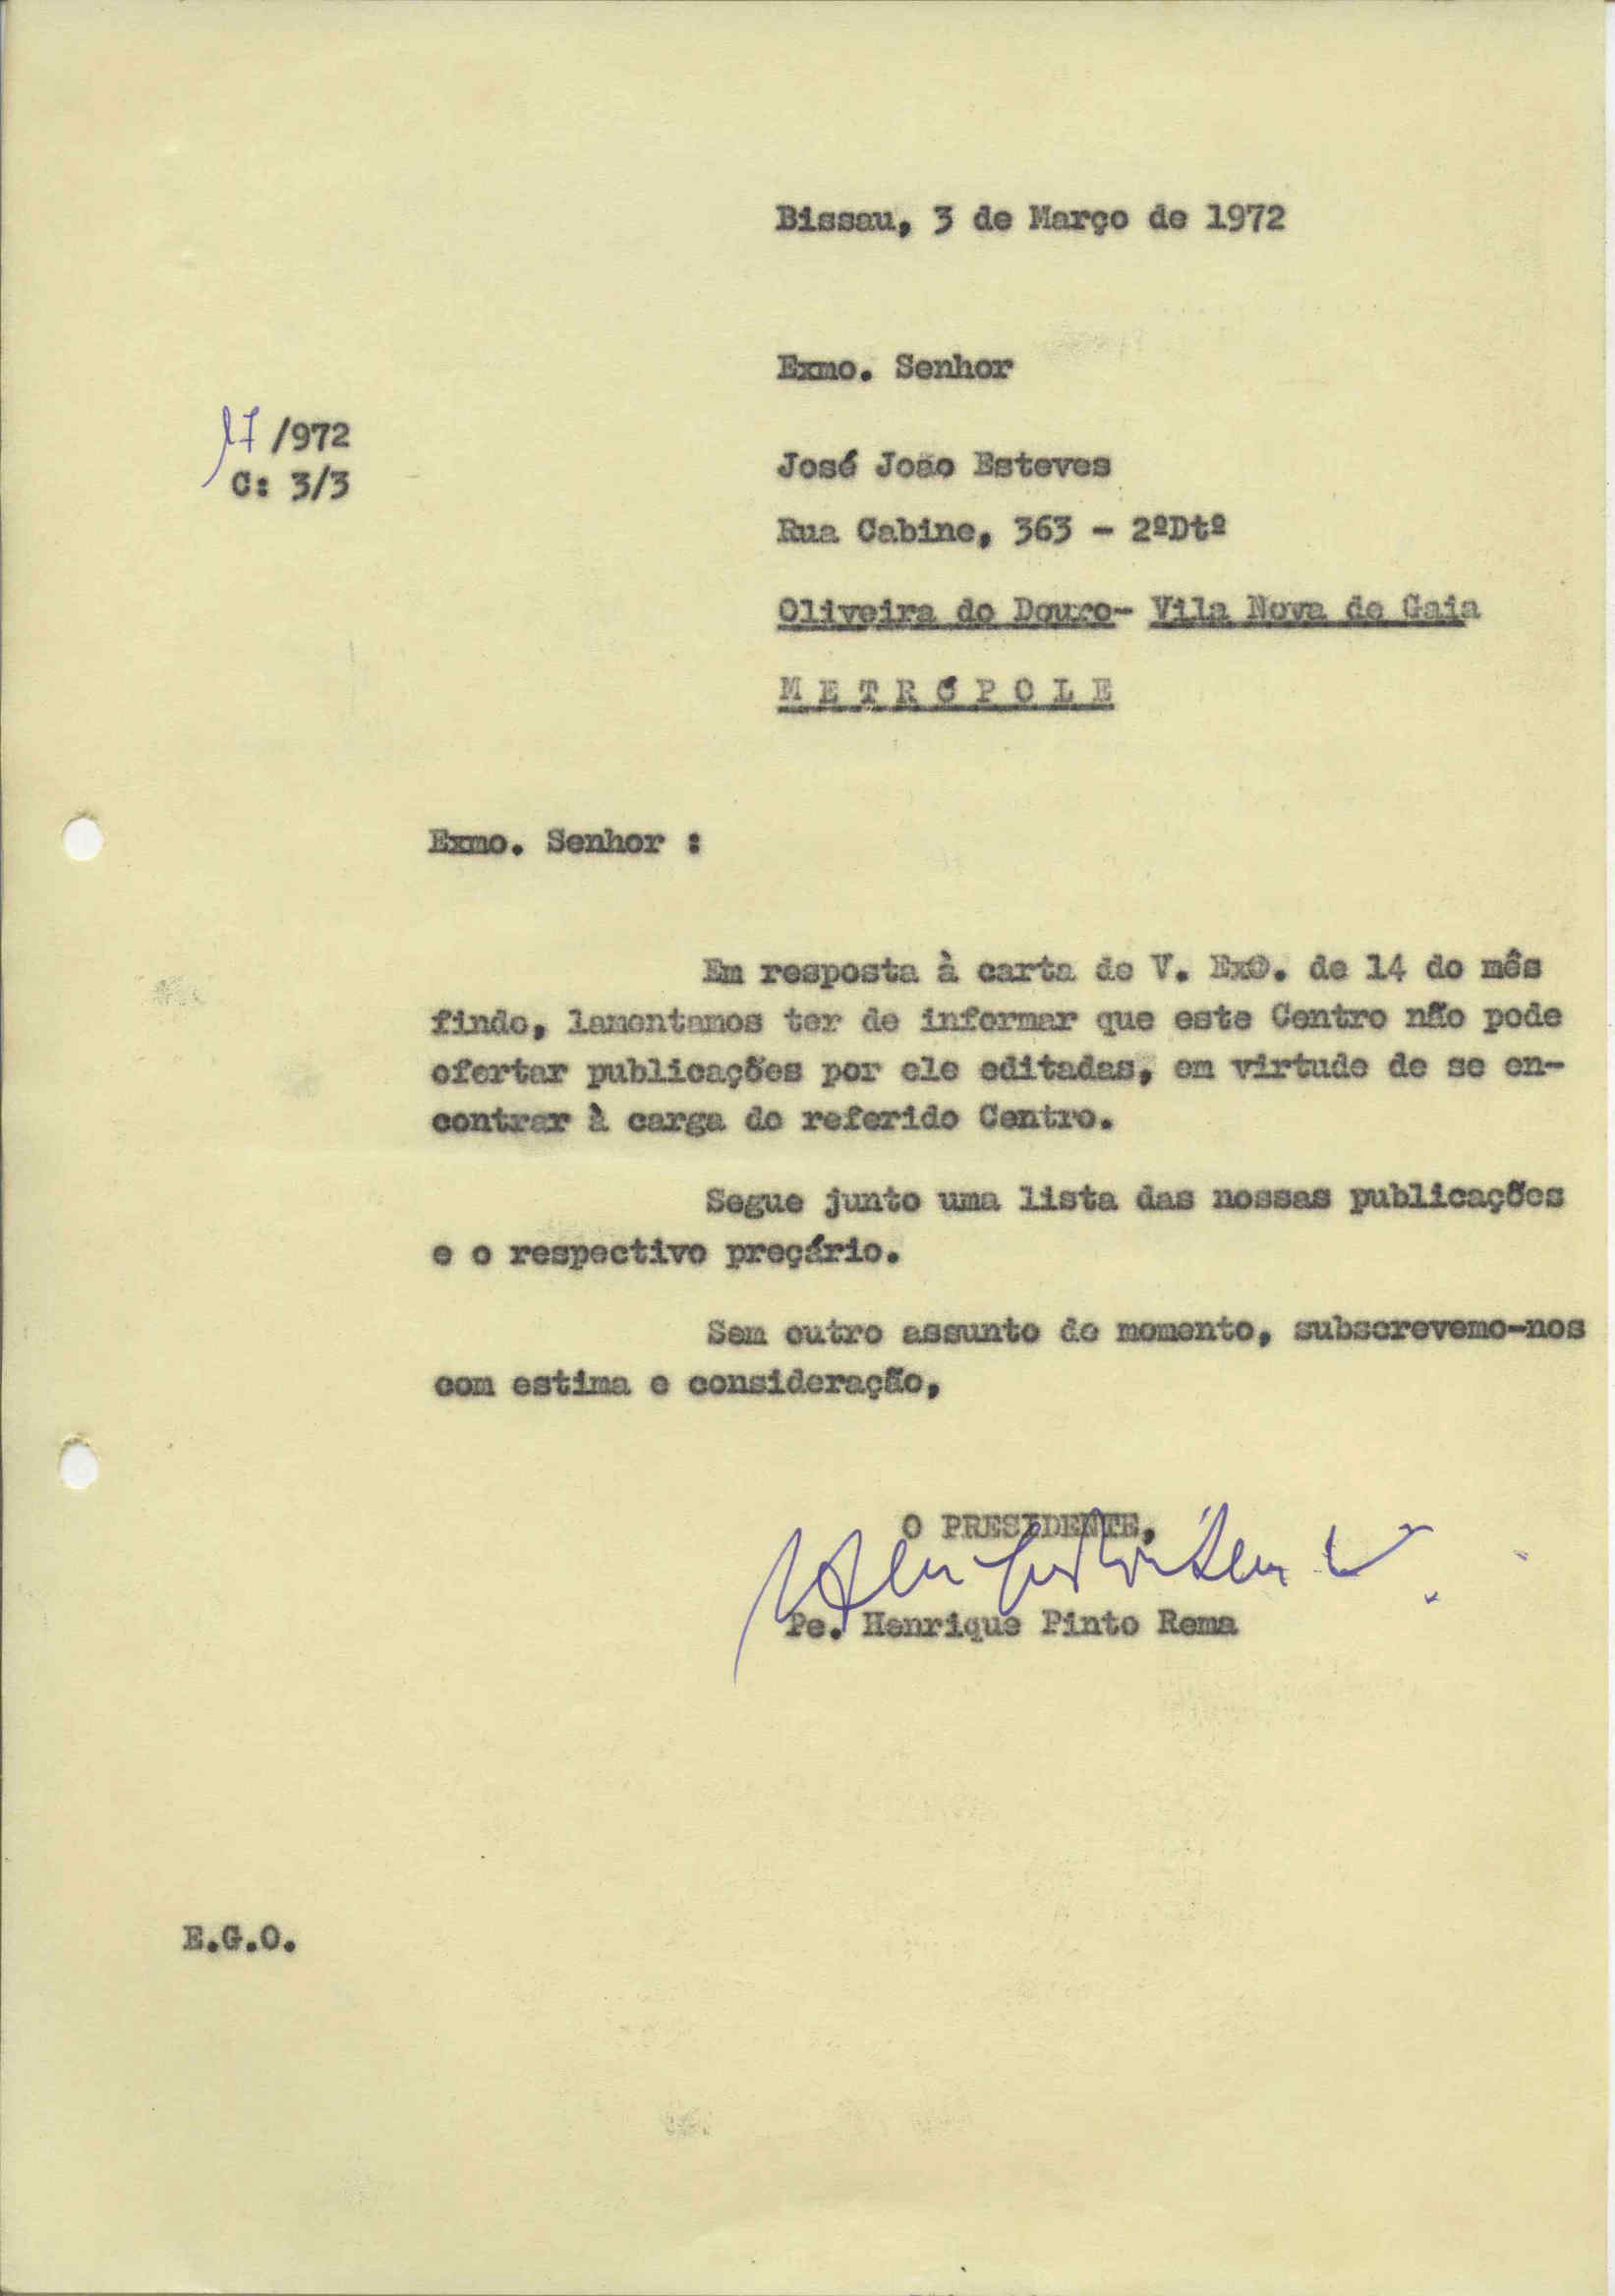 Bissau, 3 de Março de 1972
Exmo. Senhor
17 /972
C: 3/3
José João Esteves
Rua Cabine, 363 - 2ºDtº
Oliveira do Douro- Vila Nova de Gaia
M E T R Ó P O L E
Exmo. Senhor :
Em resposta à carta de V. Exª. de 14 do mês
findo, lamentamos ter de informar que este Centro não pode
ofertar publicações por ele editadas, em virtude de se en-
contrar à carga do referido Centro.
Segue junto uma lista das nossas publicações
e o respectivo preçário.
Sem outro assunto de momento, subscrevemo-nos
com estima e consideração,
O PRESIDENTE,
Pe. Henrique Pinto Rema
E.G.O.